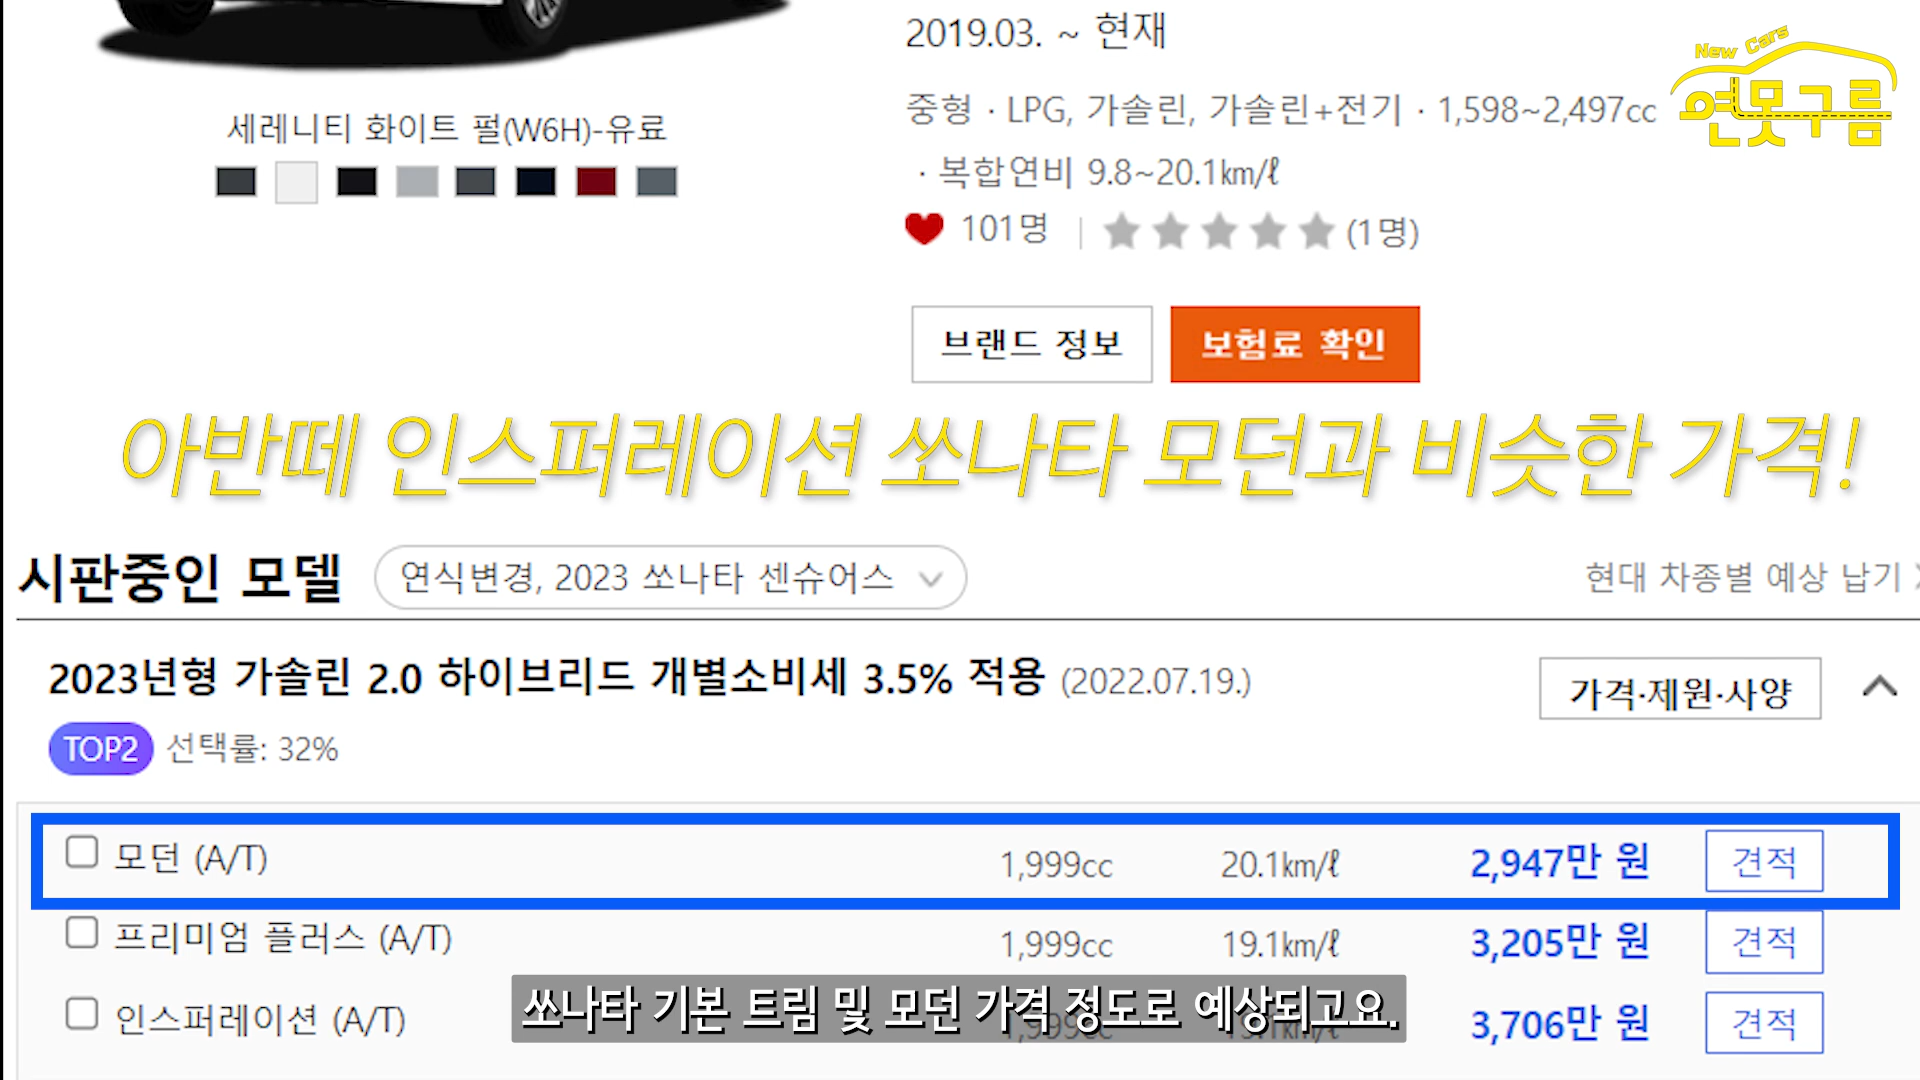 2019.03. ~ 현재
New Cars
연못구름
중형 · LPG, 가솔린, 가솔린+전기 · 1,598~2,497cc
· 복합연비 9.8~20.1km/ℓ
세레니티 화이트 펄(W6H)-유료
101명 | ★★★★★ (1명)
브랜드 정보 보험료 확인
아반떼 인스퍼레이션 쏘나타 모던과 비슷한 가격!
시판중인 모델 연식변경, 2023 쏘나타 센슈어스 현대 차종별 예상 납기
2023년형 가솔린 2.0 하이브리드 개별소비세 3.5% 적용 (2022.07.19.) 가격·제원·사양
TOP2 선택률: 32%
모던 (A/T) 1,999cc 20.1km/ℓ 2,947만 원 견적
프리미엄 플러스 (A/T) 1,999cc 19.1km/ℓ 3,205만 원 견적
인스퍼레이션 (A/T) 1,999cc 19.1km/ℓ 3,706만 원 견적
쏘나타 기본 트림 및 모던 가격 정도로 예상되고요.